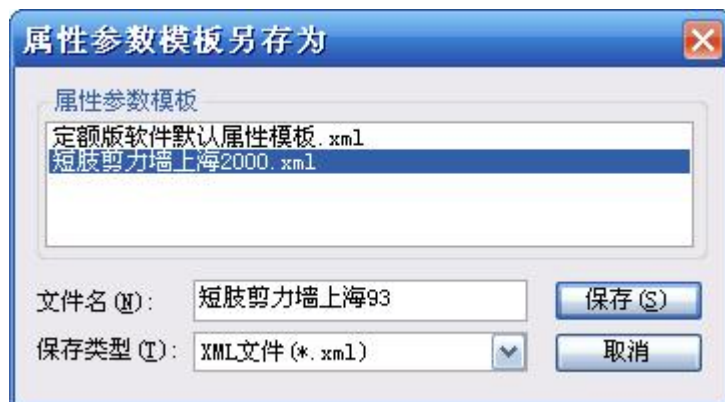 属性参数模板另存为
属性参数模板
定额版软件默认属性模板.xml
短肢剪力墙上海2000.xml
文件名(N): 短肢剪力墙上海93 保存(S)
保存类型(T): XML文件(*.xml) 取消